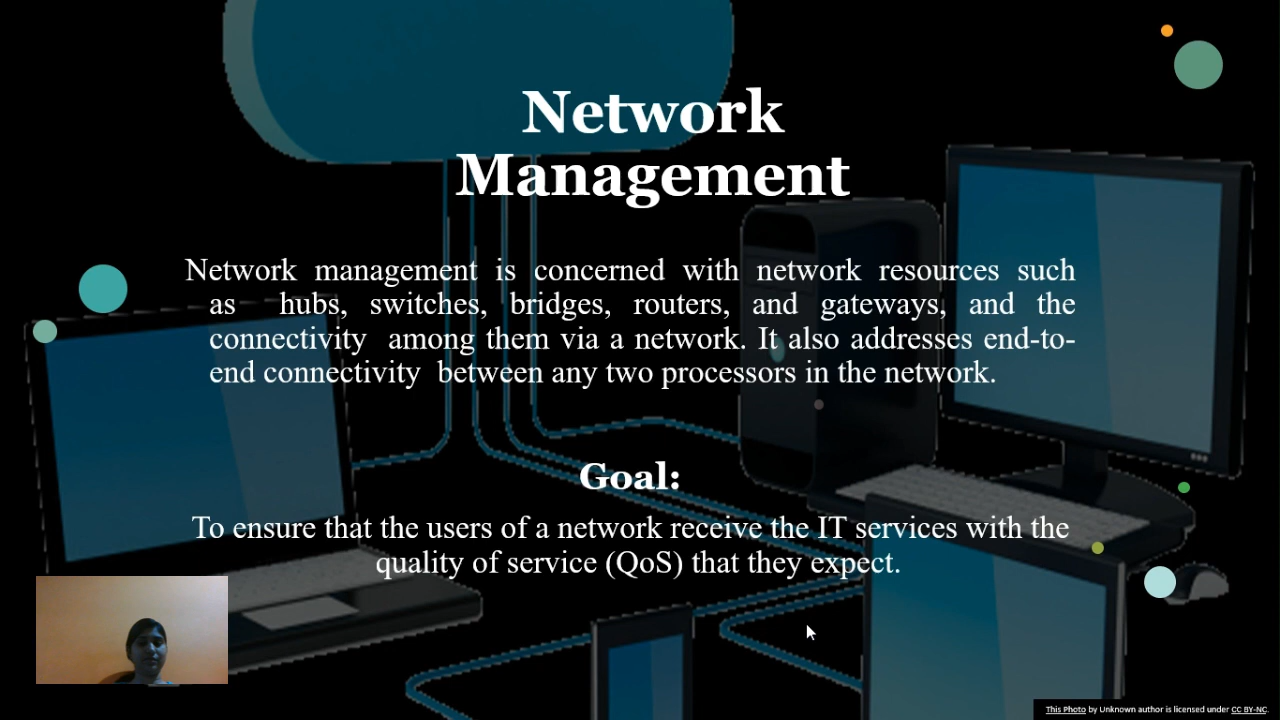 Network
Management
Network management is concerned with network resources such
as hubs, switches, bridges, routers, and gateways, and the
connectivity among them via a network. It also addresses end-to-
end connectivity between any two processors in the network.
Goal:
To ensure that the users of a network receive the IT services with the
quality of service (QoS) that they expect.
This Photo by Unknown author is licensed under CC BY-NC.